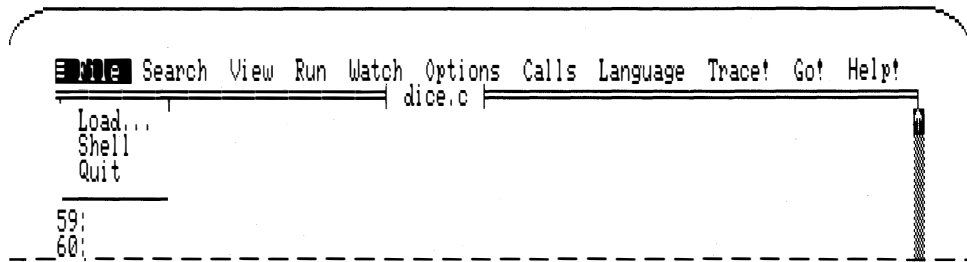 File Search View Run Watch Options Calls Language Trace! Go! Help!
dice.c
Load...
Shell
Quit
59:
60: